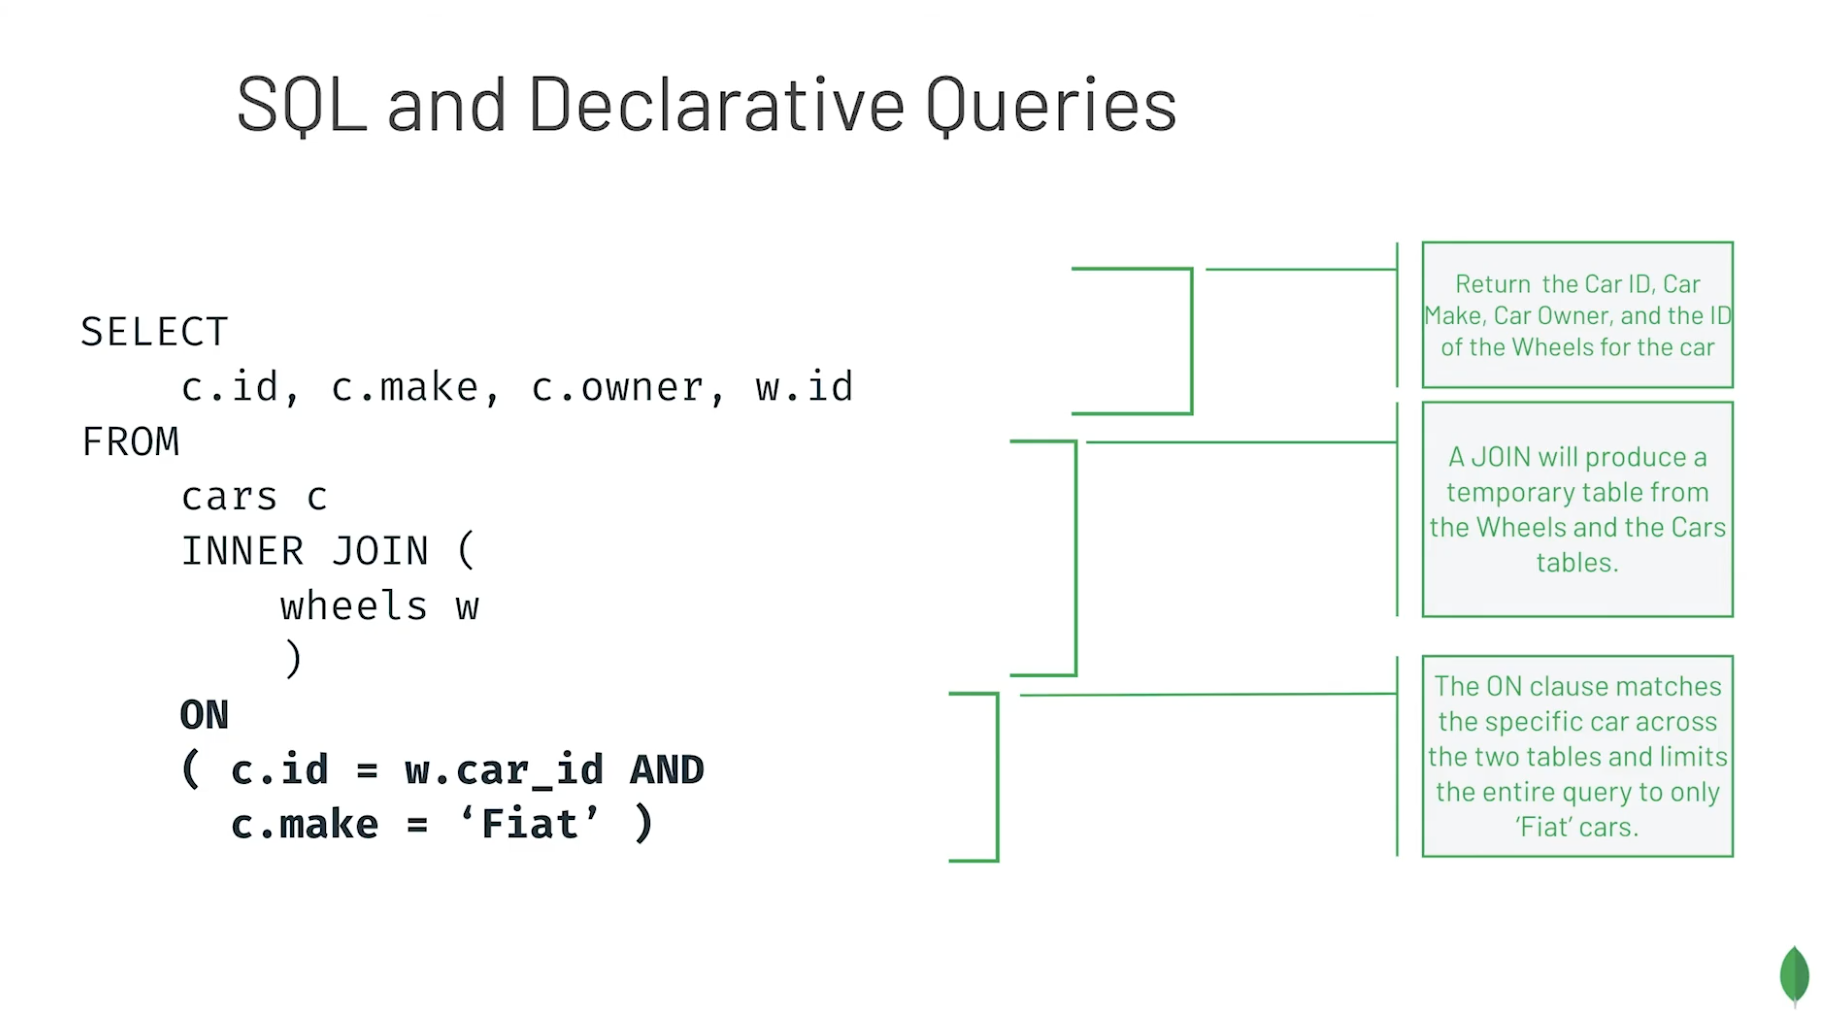 SQL and Declarative Queries
SELECT
c.id, c.make, c.owner, w.id
FROM
cars c
INNER JOIN (
wheels w
)
ON
( c.id = w.car_id AND
c.make = ‘Fiat’ )
Return the Car ID, Car
Make, Car Owner, and the ID
of the Wheels for the car
A JOIN will produce a
temporary table from
the Wheels and the Cars
tables.
The ON clause matches
the specific car across
the two tables and limits
the entire query to only
‘Fiat’ cars.